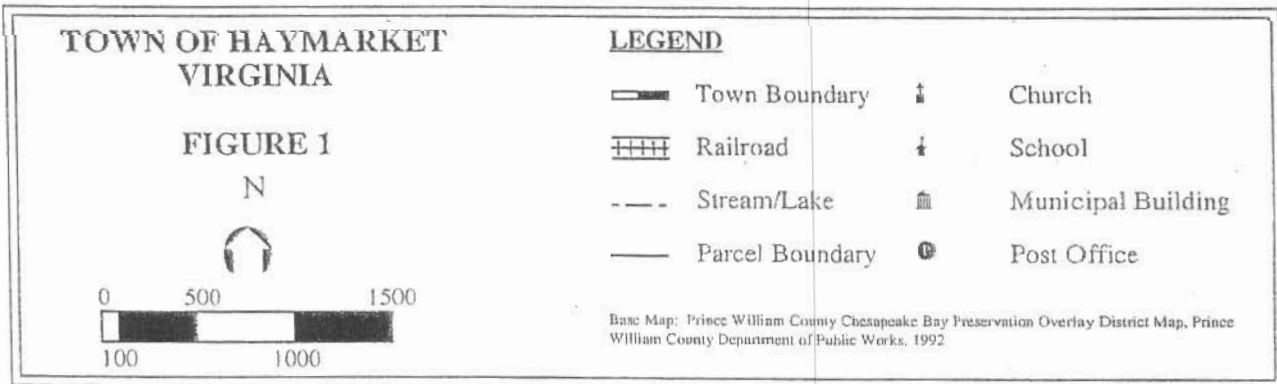 TOWN OF HAYMARKET
VIRGINIA
FIGURE 1
N
0 500 1500
100 1000
LEGEND
Town Boundary
Church
Railroad
School
Stream/Lake
Municipal Building
Parcel Boundary
Post Office
Base Map: Prince William County Chesapeake Bay Preservation Overlay District Map, Prince
William County Department of Public Works, 1992